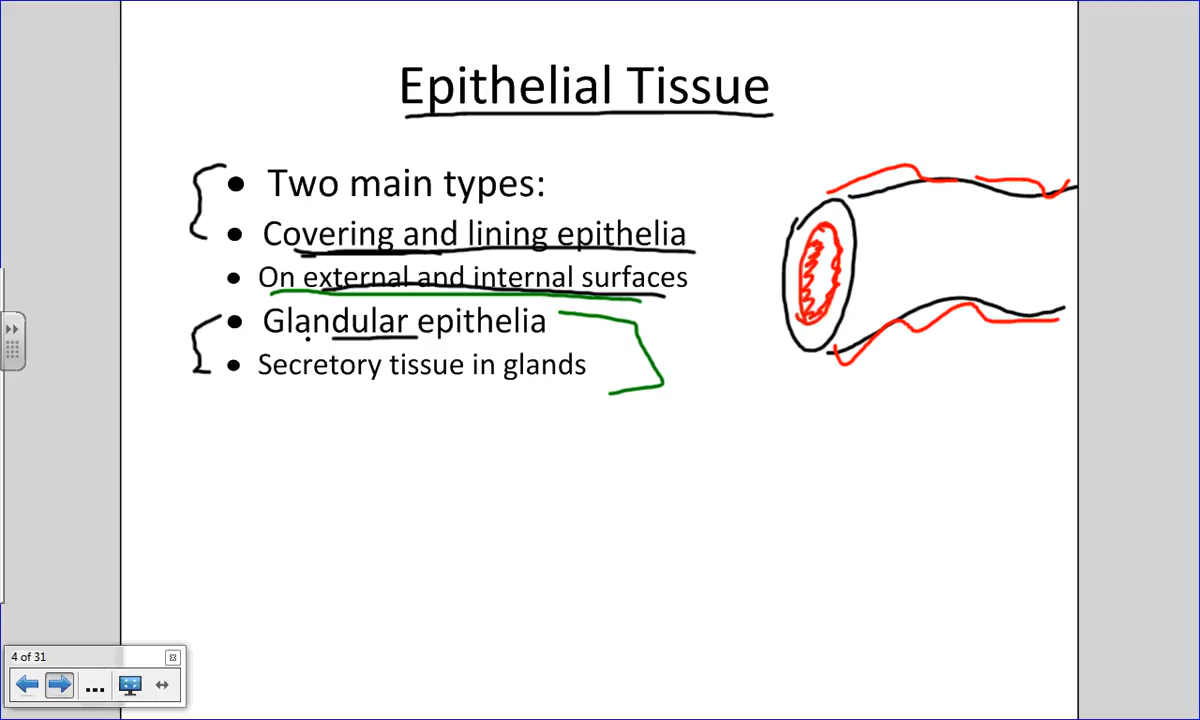 Epithelial Tissue
• Two main types:
• Covering and lining epithelia
• On external and internal surfaces
• Glandular epithelia
• Secretory tissue in glands
4 of 31
...